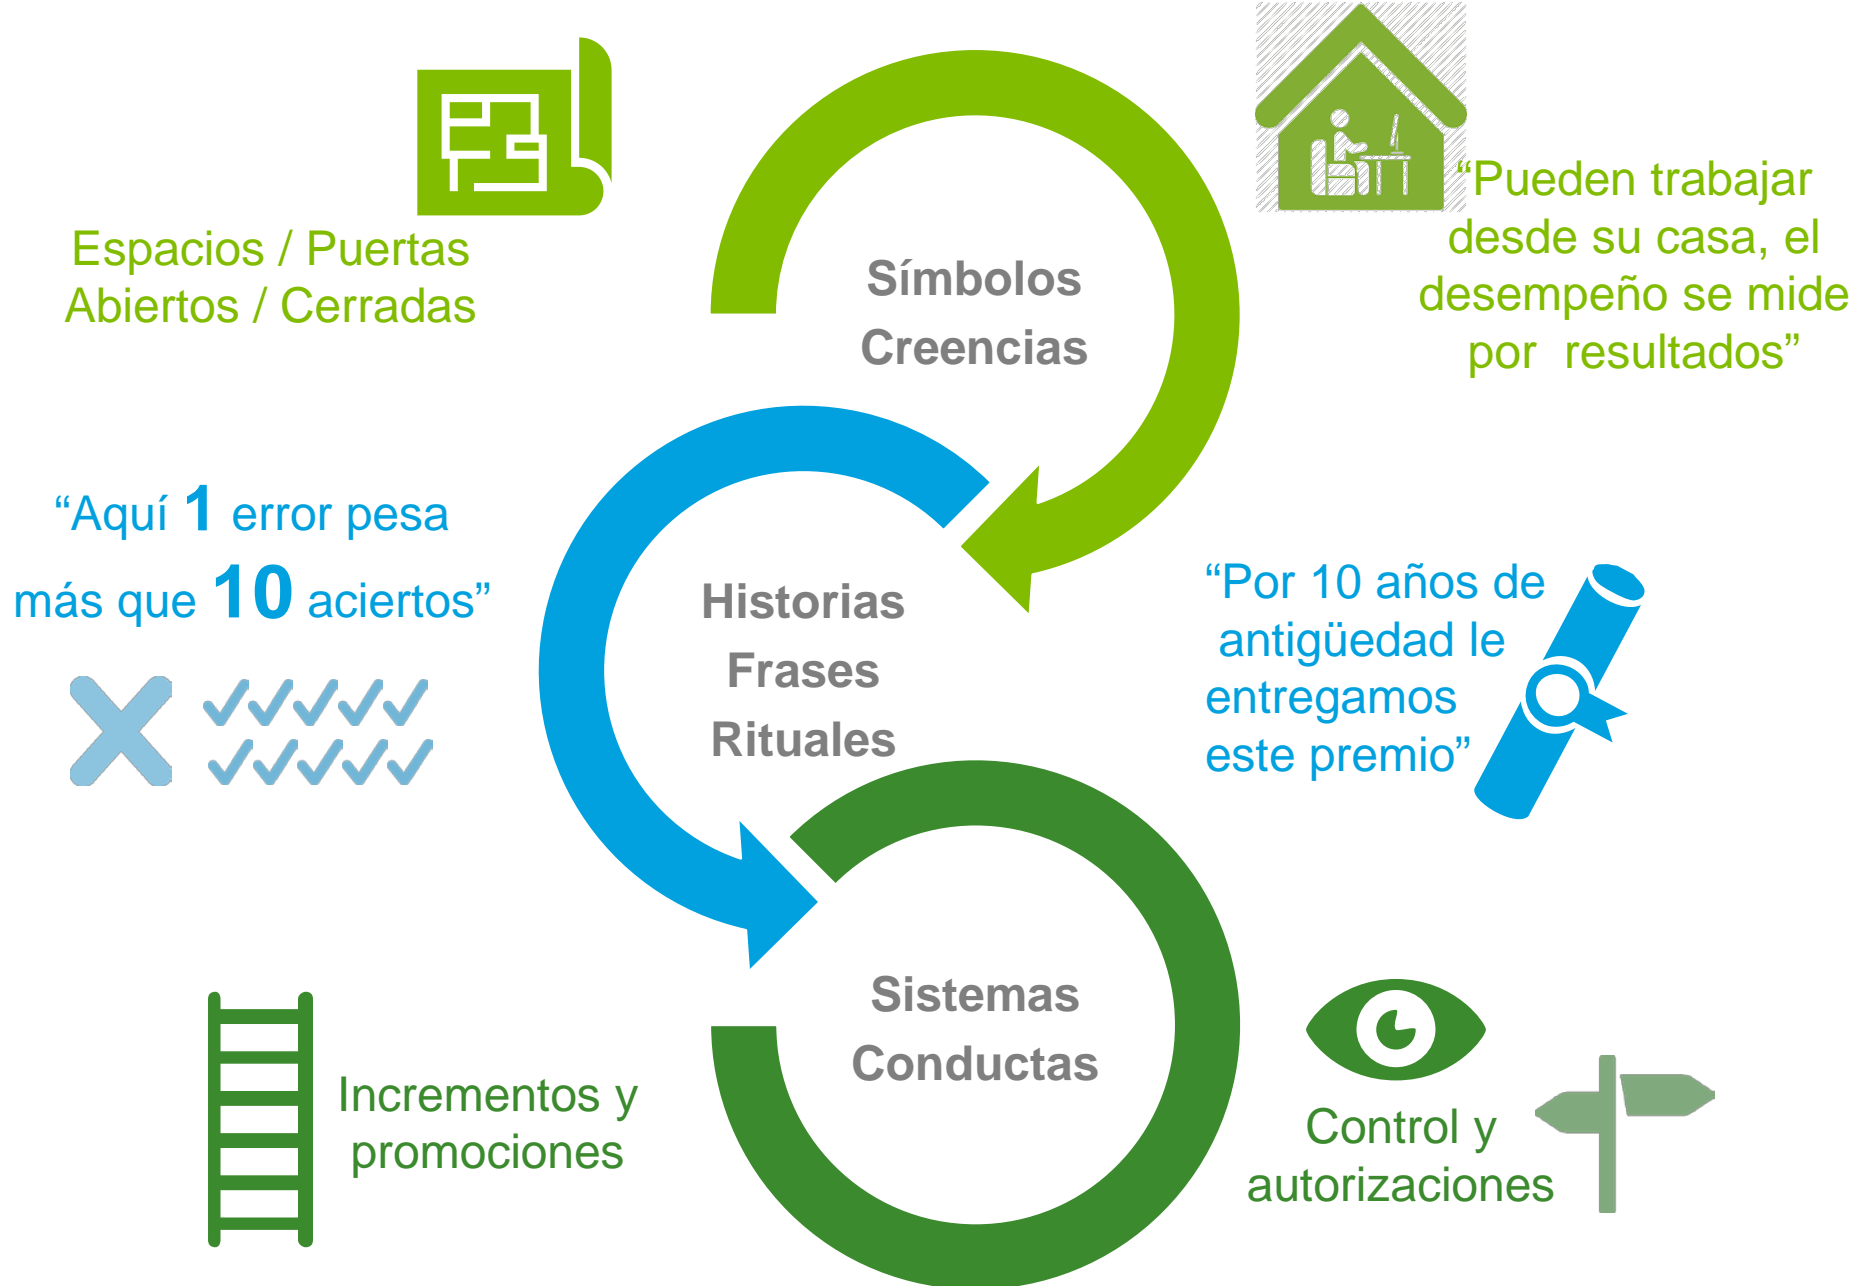 Espacios / Puertas
Abiertos / Cerradas
Símbolos
Creencias
“Pueden trabajar
desde su casa, el
desempeño se mide
por resultados”
“Aquí 1 error pesa
más que 10 aciertos”
Historias
Frases
Rituales
“Por 10 años de
antigüedad le
entregamos
este premio”
Incrementos y
promociones
Sistemas
Conductas
Control y
autorizaciones